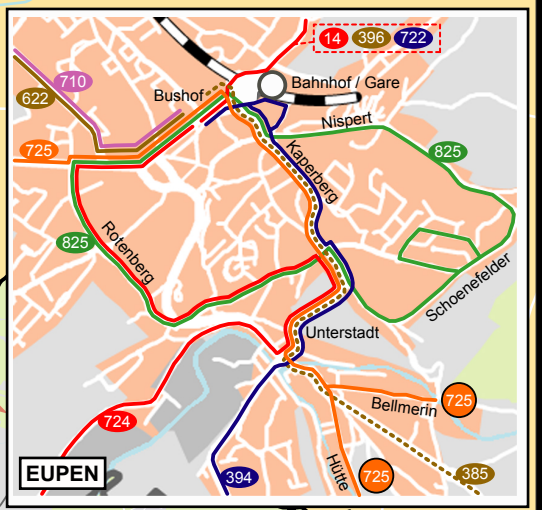 14 396 722
710
Bushof
Bahnhof / Gare
622
Nispert
725
825
Kaperberg
825
Rotenberg
Schoenefelder
Unterstadt
Bellmerin
725
724
EUPEN
394
Hütte
725
385